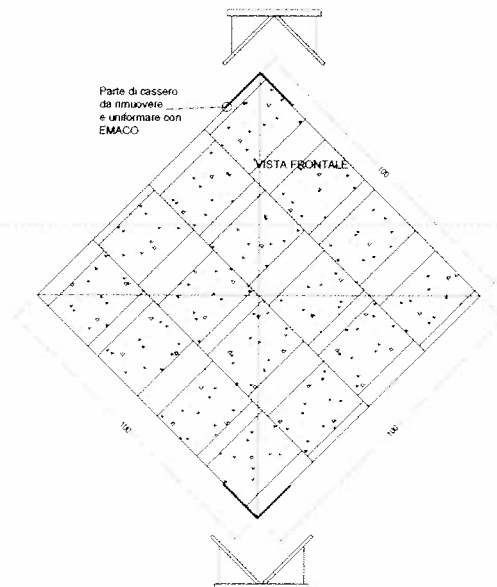 Parte di cassero
da rimuovere
e uniformare con
EMACO
VISTA FRONTALE
100
100
100